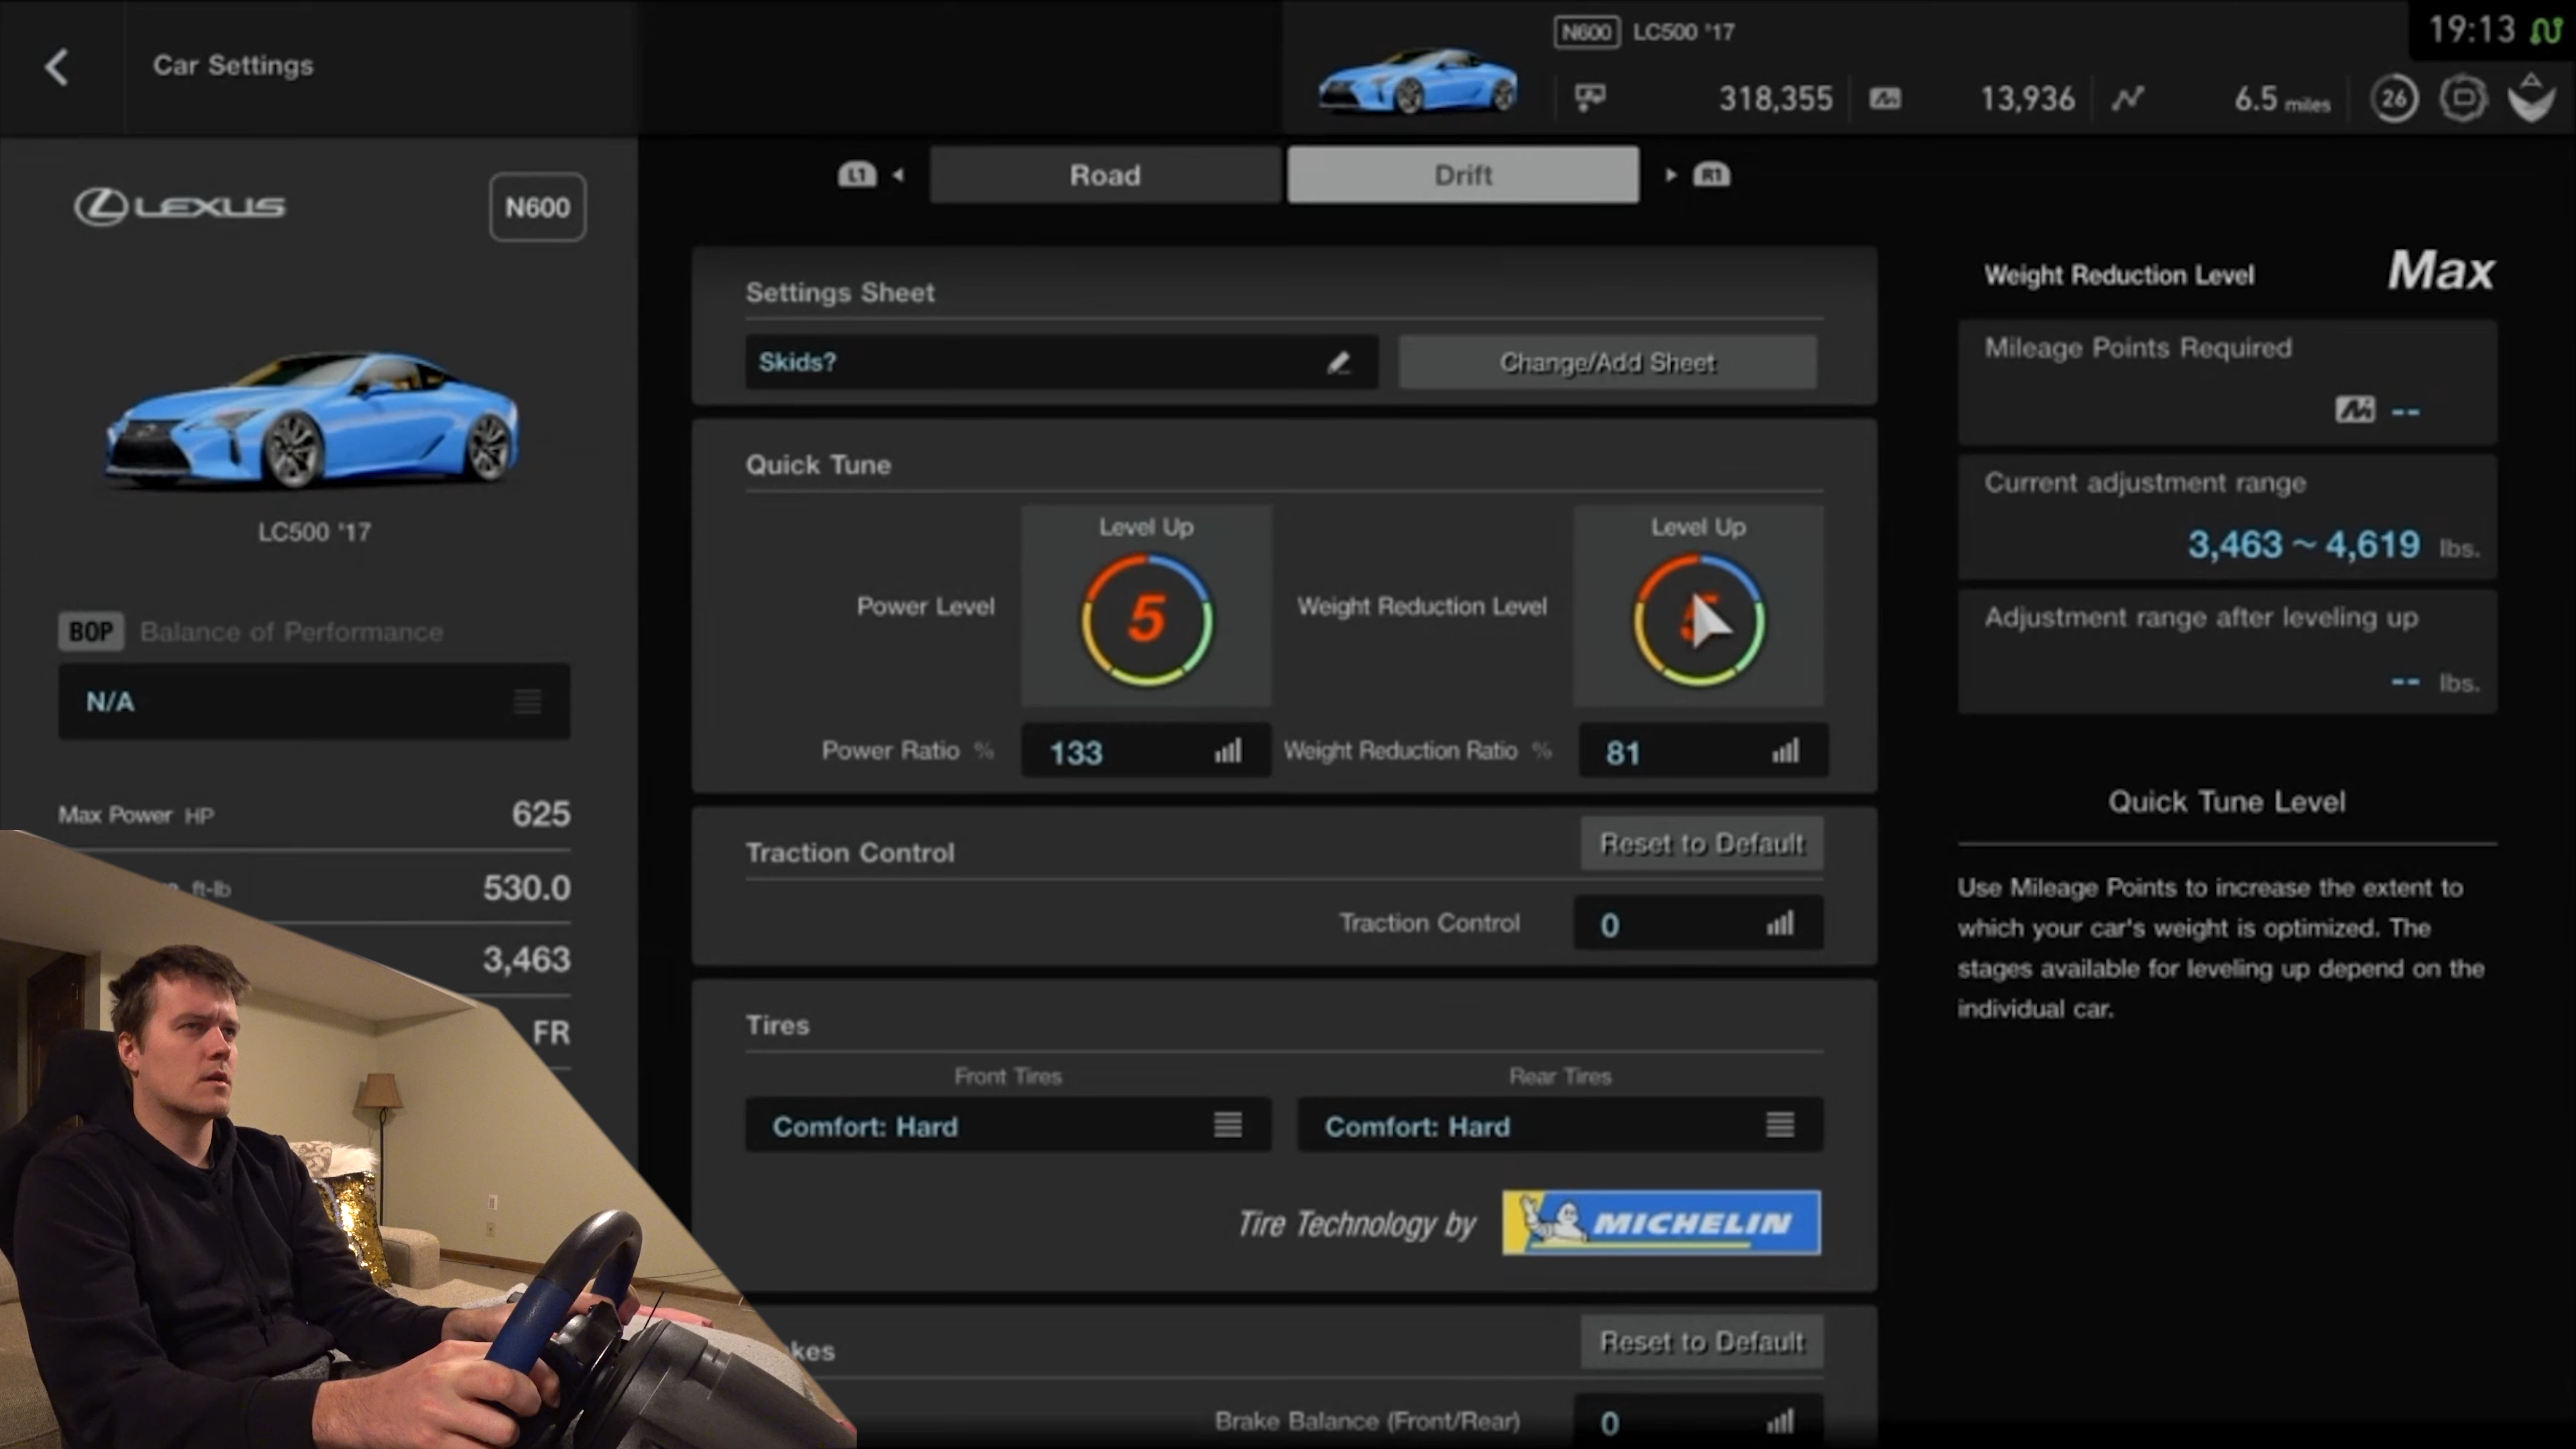 Car Settings
N600 LC500 '17
19:13
318,355
13,936
6.5 miles
26
L1
Road
Drift
R1
LEXUS
N600
LC500 '17
BOP Balance of Performance
N/A
Max Power HP 625
ft-lb 530.0
3,463
FR
Settings Sheet
Skids?
Change/Add Sheet
Quick Tune
Level Up
Level Up
Power Level
5
Weight Reduction Level
5
Power Ratio % 133
Weight Reduction Ratio % 81
Traction Control
Reset to Default
Traction Control 0
Tires
Front Tires
Rear Tires
Comfort: Hard
Comfort: Hard
Tire Technology by
MICHELIN
kes
Reset to Default
Brake Balance (Front/Rear) 0
Weight Reduction Level Max
Mileage Points Required
--
Current adjustment range
3,463 ~ 4,619 lbs.
Adjustment range after leveling up
-- lbs.
Quick Tune Level
Use Mileage Points to increase the extent to
which your car's weight is optimized. The
stages available for leveling up depend on the
individual car.